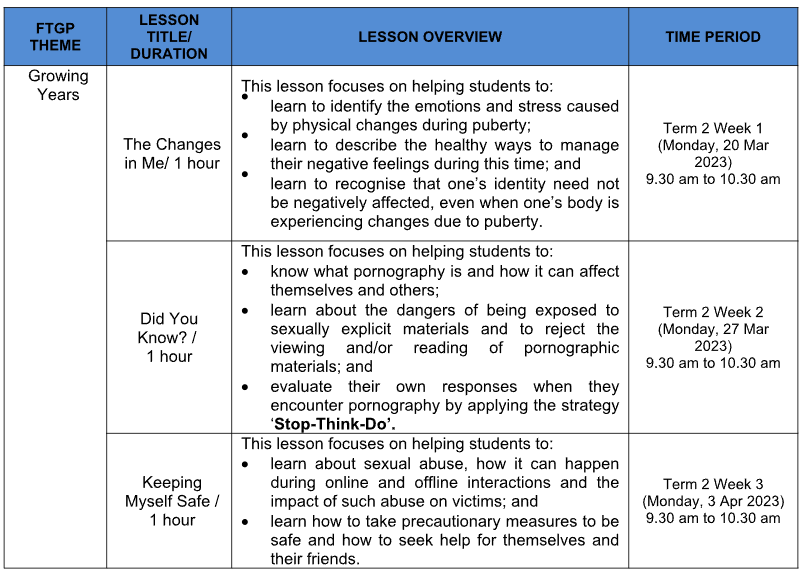 FTGP
THEME
LESSON
TITLE/
DURATION
LESSON OVERVIEW
TIME PERIOD
Growing
Years
The Changes
in Me/ 1 hour
This lesson focuses on helping students to:
• learn to identify the emotions and stress caused
by physical changes during puberty;
• learn to describe the healthy ways to manage
their negative feelings during this time; and
• learn to recognise that one’s identity need not
be negatively affected, even when one’s body is
experiencing changes due to puberty.
Term 2 Week 1
(Monday, 20 Mar
2023)
9.30 am to 10.30 am
Did You
Know? /
1 hour
This lesson focuses on helping students to:
• know what pornography is and how it can affect
themselves and others;
• learn about the dangers of being exposed to
sexually explicit materials and to reject the
viewing and/or reading of pornographic
materials; and
• evaluate their own responses when they
encounter pornography by applying the strategy
‘Stop-Think-Do’.
Term 2 Week 2
(Monday, 27 Mar
2023)
9.30 am to 10.30 am
Keeping
Myself Safe /
1 hour
This lesson focuses on helping students to:
• learn about sexual abuse, how it can happen
during online and offline interactions and the
impact of such abuse on victims; and
• learn how to take precautionary measures to be
safe and how to seek help for themselves and
their friends.
Term 2 Week 3
(Monday, 3 Apr 2023)
9.30 am to 10.30 am